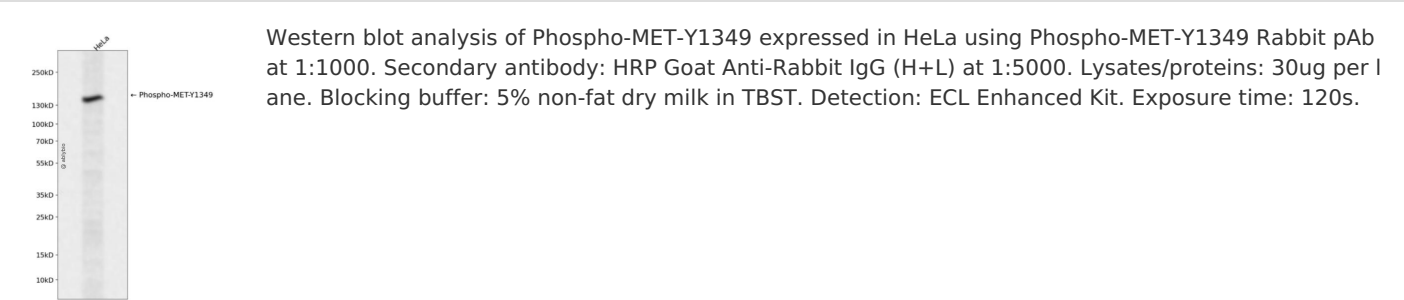 HeLa
250kD
130kD
100kD
70kD
55kD
35kD
25kD
15kD
10kD
← Phospho-MET-Y1349
@ Ablybio
Western blot analysis of Phospho-MET-Y1349 expressed in HeLa using Phospho-MET-Y1349 Rabbit pAb
at 1:1000. Secondary antibody: HRP Goat Anti-Rabbit IgG (H+L) at 1:5000. Lysates/proteins: 30ug per l
ane. Blocking buffer: 5% non-fat dry milk in TBST. Detection: ECL Enhanced Kit. Exposure time: 120s.